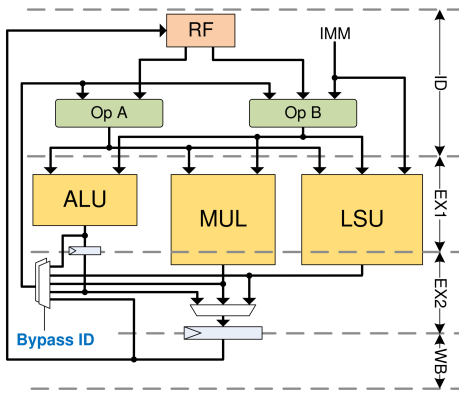 RF
IMM
Op A
Op B
ID
ALU
MUL
LSU
EX1
EX2
Bypass ID
WB